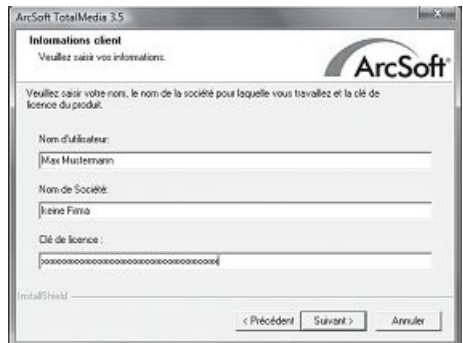 ArcSoft TotalMedia 3.5
Informations client
Veuillez saisir vos informations.
ArcSoft
Veuillez saisir votre nom, le nom de la société pour laquelle vous travaillez et la clé de
licence du produit.
Nom d'utilisateur:
Max Mustermann
Nom de Société:
keine Firma
Clé de licence :
InstallShield
< Précédent
Suivant >
Annuler